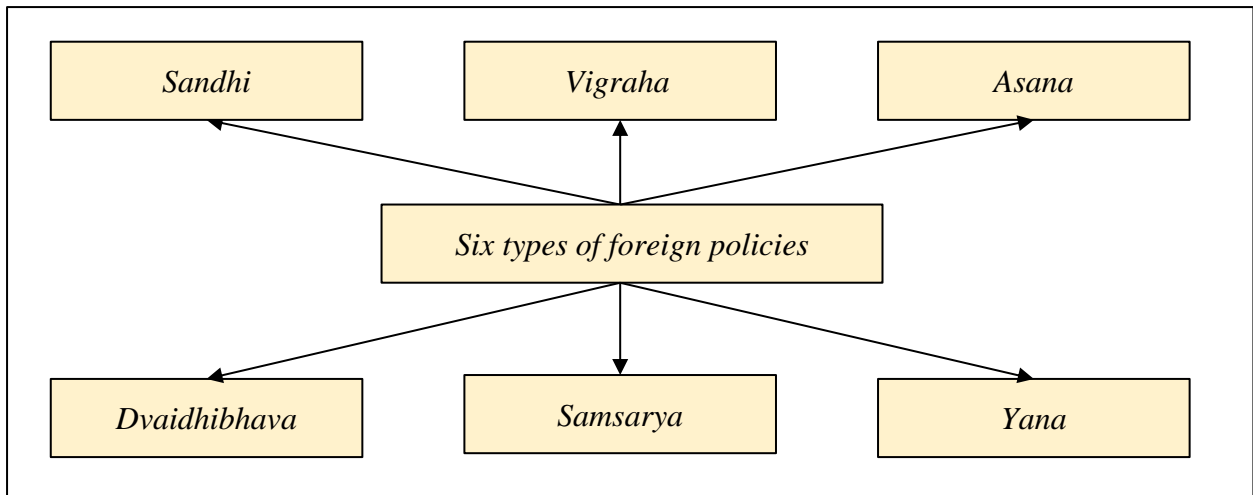 Sandhi
Vigraha
Asana
Six types of foreign policies
Dvaidhibhava
Samsarya
Yana